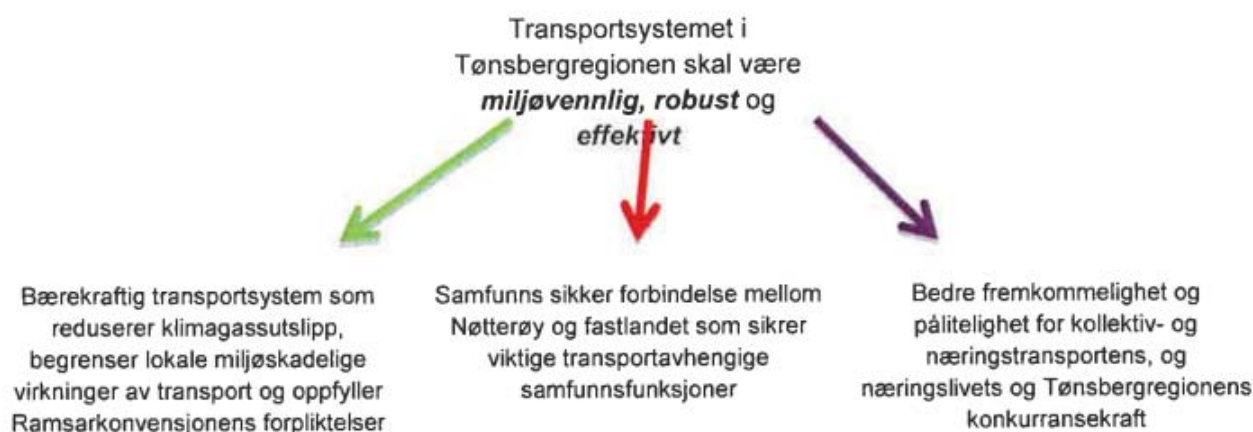 Transportsystemet i
Tønsbergregionen skal være
miljøvennlig, robust og
effektivt
Bærekraftig transportsystem som
reduserer klimagassutslipp,
begrenser lokale miljøskadelige
virkninger av transport og oppfyller
Ramsarkonvensjonens forpliktelser
Samfunns sikker forbindelse mellom
Nøtterøy og fastlandet som sikrer
viktige transportavhengige
samfunnsfunksjoner
Bedre fremkommelighet og
pålitelighet for kollektiv- og
næringstransportens, og
næringslivets og Tønsbergregionens
konkurransekraft